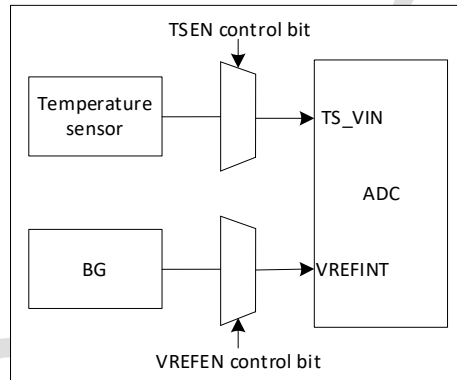 TSEN control bit
Temperature
sensor
TS_VIN
ADC
BG
VREFINT
VREFEN control bit